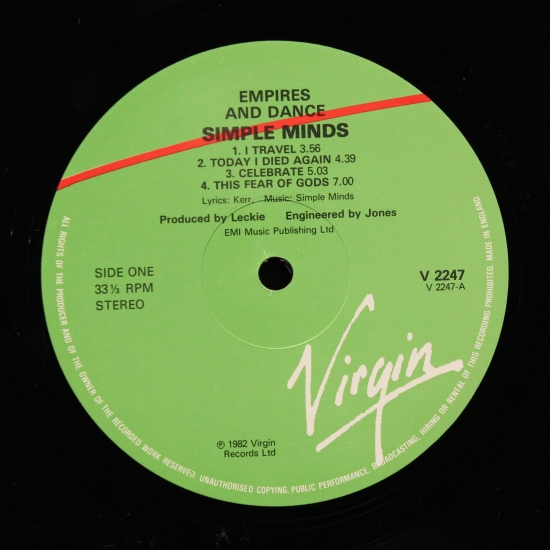 EMPIRES
AND DANCE
SIMPLE MINDS
1. I TRAVEL 3.56
2. TODAY I DIED AGAIN 4.39
3. CELEBRATE 5.03
4. THIS FEAR OF GODS 7.00
Lyrics: Kerr. Music: Simple Minds
Produced by Leckie Engineered by Jones
EMI Music Publishing Ltd
SIDE ONE
33⅓ RPM
STEREO
V 2247
V 2247-A
Virgin
℗ 1982 Virgin
Records Ltd
ALL RIGHTS OF THE PRODUCER AND OF THE OWNER OF THE RECORDED WORK RESERVED. UNAUTHORISED COPYING, PUBLIC PERFORMANCE, BROADCASTING, HIRING OR RENTAL OF THIS RECORDING PROHIBITED. MADE IN ENGLAND